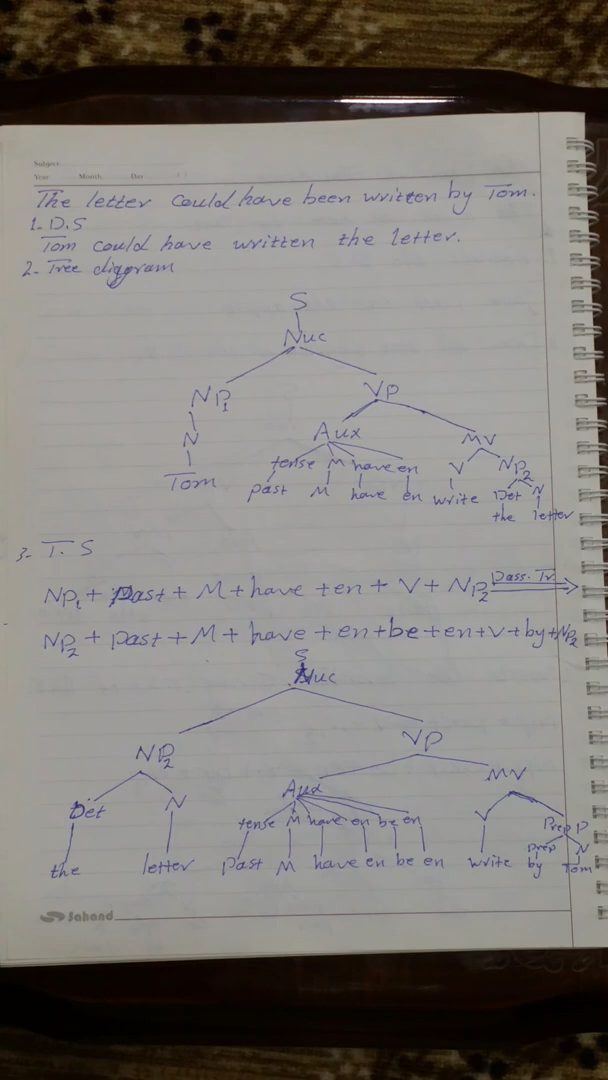 Subject:
Year Month Day
The letter could have been written by Tom.
1- D.S
Tom could have written the letter.
2- Tree diagram
S
Nuc
NP1 VP
N Aux MV
tense M have en V NP2
Tom past M have en write Det N
the letter
3- T. S
NP1 + past + M + have + en + V + NP2 Pass. Tr.
NP2 + past + M + have + en + be + en + V + by + NP2
S
Nuc
NP2 VP
Aux MV
Det N tense M have en be en V Prep P
Prep N
the letter past M have en be en write by Tom
Sahand